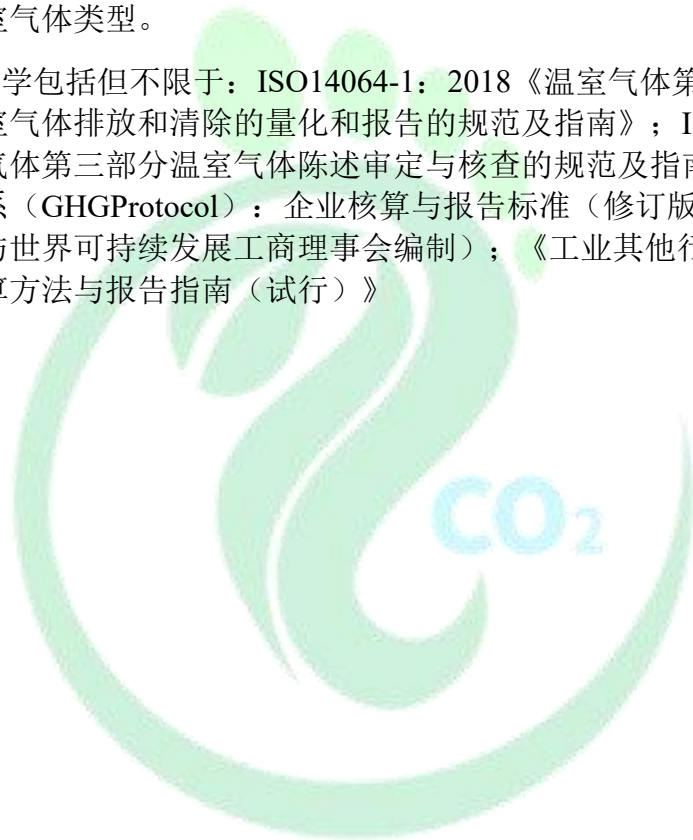 室气体类型。
学包括但不限于：ISO14064-1：2018《温室气体第
室气体排放和清除的量化和报告的规范及指南》；I
气体第三部分温室气体陈述审定与核查的规范及指南
系（GHGProtocol）：企业核算与报告标准（修订版
与世界可持续发展工商理事会编制）；《工业其他行
算方法与报告指南（试行）》
CO2